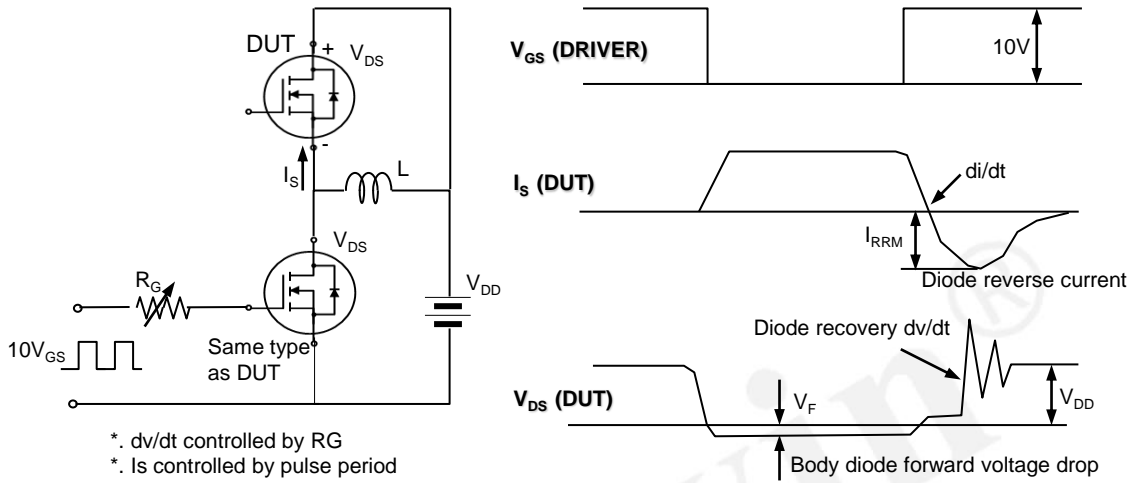 DUT
+
V_DS
-
I_S
L
V_DS
R_G
V_DD
10V_GS
Same type
as DUT
*. dv/dt controlled by RG
*. Is controlled by pulse period
V_GS (DRIVER)
10V
I_S (DUT)
di/dt
I_RRM
Diode reverse current
Diode recovery dv/dt
V_DS (DUT)
V_F
V_DD
Body diode forward voltage drop
®